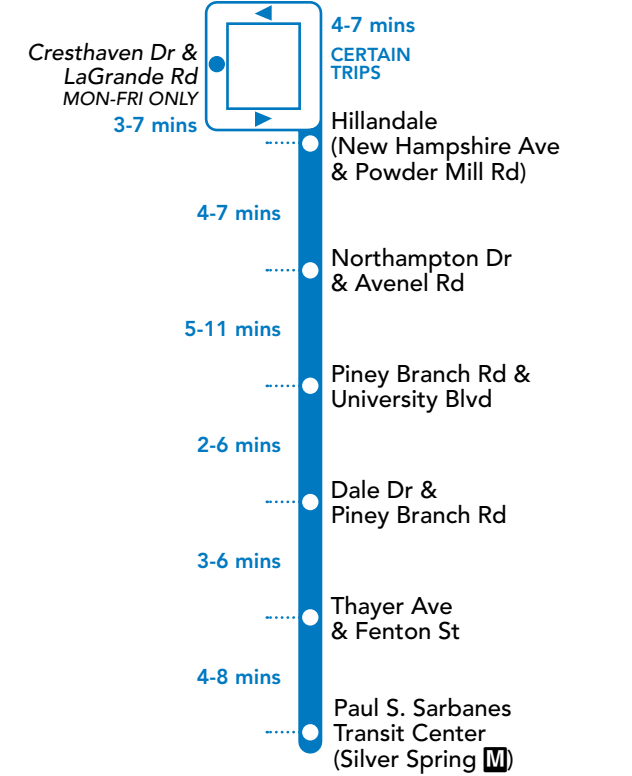 4-7 mins
CERTAIN
TRIPS
Cresthaven Dr &
LaGrande Rd
MON-FRI ONLY
3-7 mins
Hillandale
(New Hampshire Ave
& Powder Mill Rd)
4-7 mins
Northampton Dr
& Avenel Rd
5-11 mins
Piney Branch Rd &
University Blvd
2-6 mins
Dale Dr &
Piney Branch Rd
3-6 mins
Thayer Ave
& Fenton St
4-8 mins
Paul S. Sarbanes
Transit Center
(Silver Spring M)